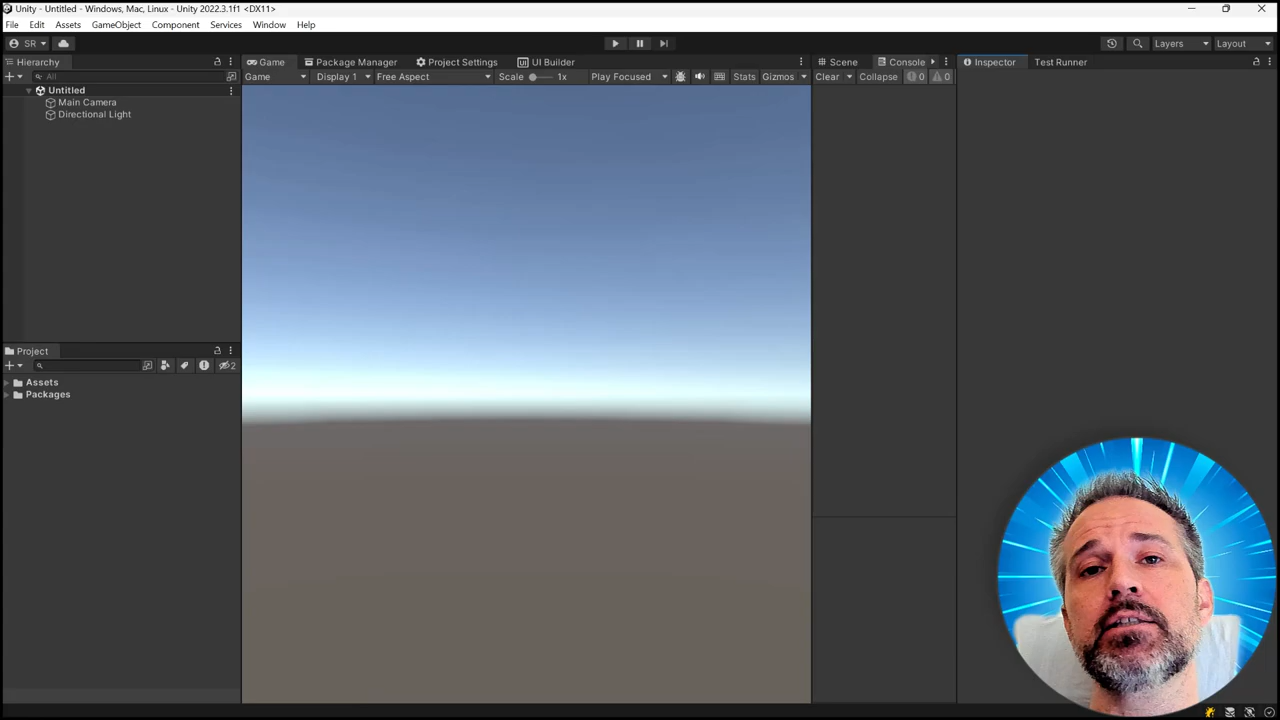 Unity - Untitled - Windows, Mac, Linux - Unity 2022.3.1f1 <DX11>
File Edit Assets GameObject Component Services Window Help
SR Layers Layout
Hierarchy Game Package Manager Project Settings UI Builder Scene Console Inspector Test Runner
All Game Display 1 Free Aspect Scale 1x Play Focused Stats Gizmos Clear Collapse 0 0
Untitled
Main Camera
Directional Light
Project
2
Assets
Packages